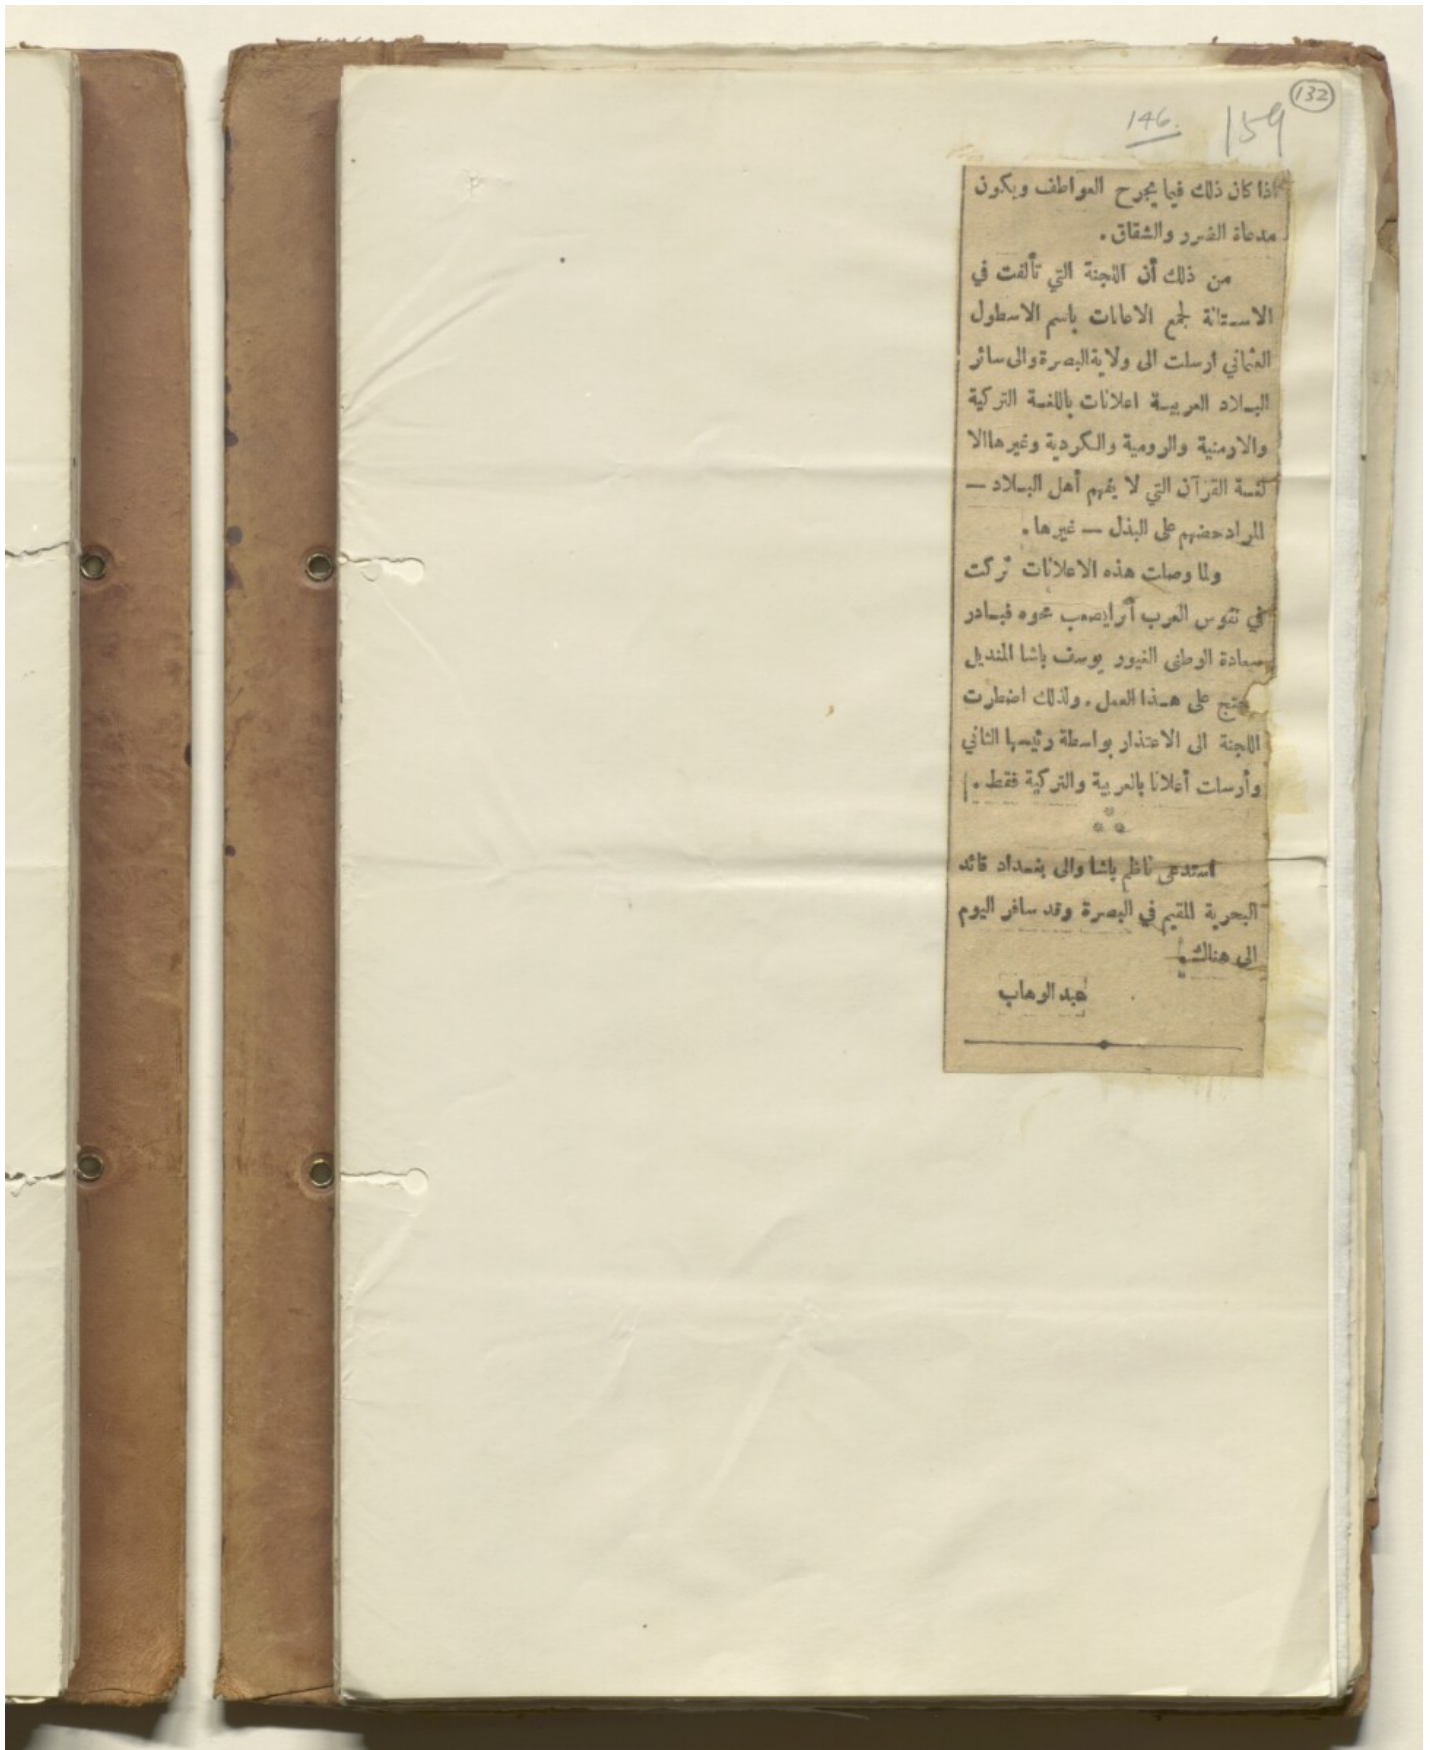 132
146.
159
اذا كان ذلك فيما يجرح العواطف ويكون
مدعاة الضرر والشقاق .
من ذلك أن اللجنة التي تألفت في
الاستانة لجمع الاعانات باسم الاسطول
العثماني ارسلت الى ولاية البصرة والى سائر
البلاد العربية اعلانات باللغة التركية
والارمنية والرومية والكردية وغيرها الا
لغة القرآن التي لا يفهم أهل البلاد —
المراد حضهم على البذل — غيرها .
ولما وصلت هذه الاعلانات تركت
في نفوس العرب أثرا يصعب محوه فبادر
سعادة الوطنى الغيور يوسف باشا المنديل
يحتج على هذا العمل . ولذلك اضطرت
اللجنة الى الاعتذار بواسطة رئيسها الثاني
وأرسلت أعلانا بالعربية والتركية فقط .
استدعى ناظم باشا والى بغداد قائد
البحرية المقيم في البصرة وقد سافر اليوم
الى هناك
عبد الوهاب